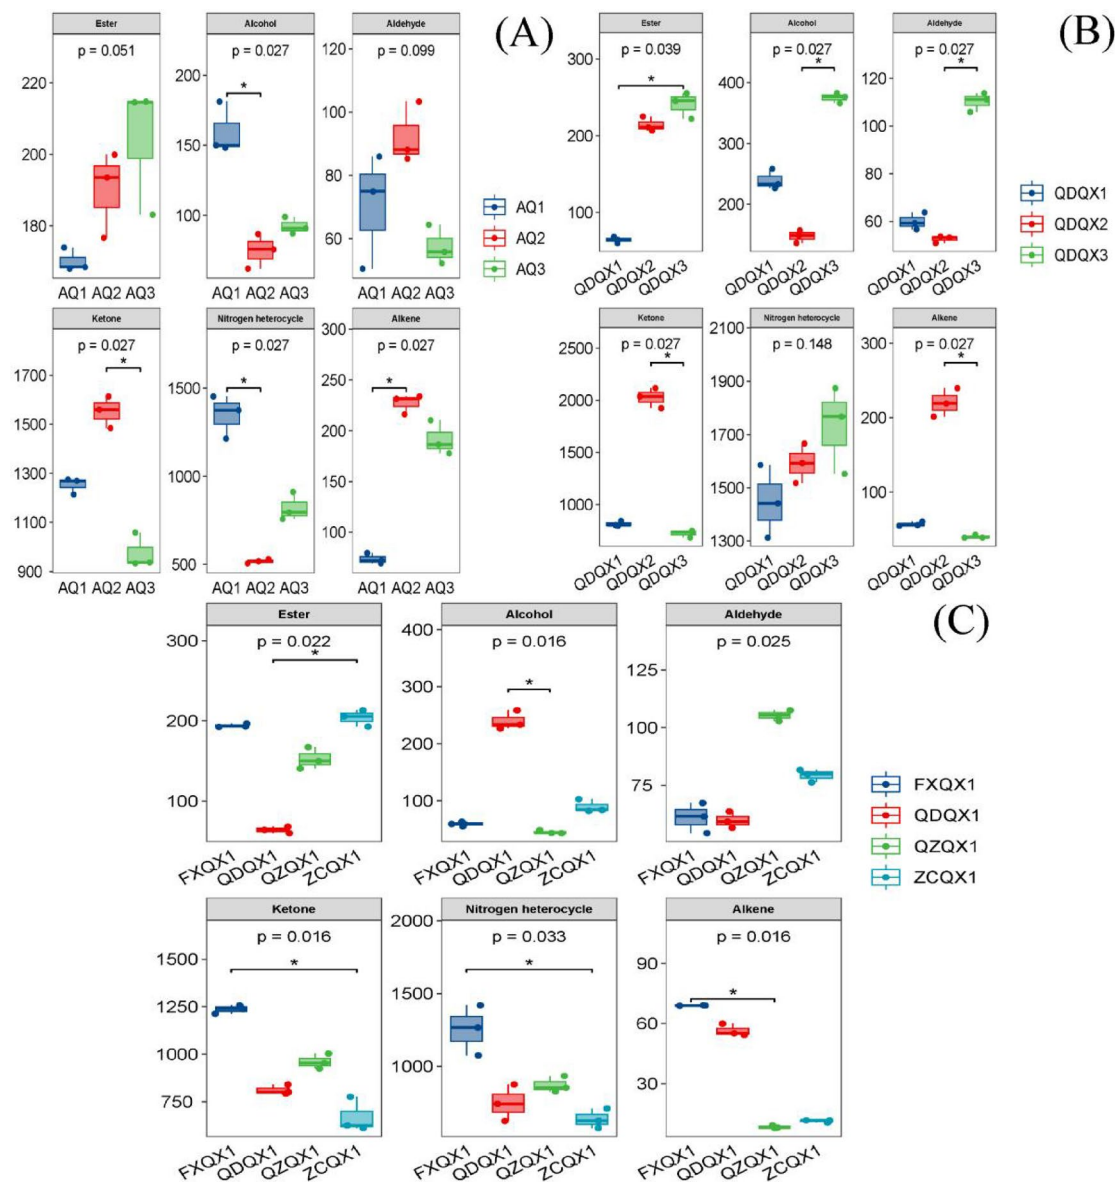 (A)
Ester
p = 0.051
220
200
180
AQ1 AQ2 AQ3
Alcohol
p = 0.027
*
200
150
100
AQ1 AQ2 AQ3
Aldehyde
p = 0.099
120
100
80
60
AQ1 AQ2 AQ3
AQ1
AQ2
AQ3
Ketone
p = 0.027
*
1700
1500
1300
1100
900
AQ1 AQ2 AQ3
Nitrogen heterocycle
p = 0.027
*
1500
1000
500
AQ1 AQ2 AQ3
Alkene
p = 0.027
*
300
250
200
150
100
AQ1 AQ2 AQ3
(B)
Ester
p = 0.039
*
300
200
100
QDQX1 QDQX2 QDQX3
Alcohol
p = 0.027
*
400
300
200
QDQX1 QDQX2 QDQX3
Aldehyde
p = 0.027
*
120
100
80
60
QDQX1 QDQX2 QDQX3
QDQX1
QDQX2
QDQX3
Ketone
p = 0.027
*
2500
2000
1500
1000
QDQX1 QDQX2 QDQX3
Nitrogen heterocycle
p = 0.148
2100
1900
1700
1500
1300
QDQX1 QDQX2 QDQX3
Alkene
p = 0.027
*
300
200
100
QDQX1 QDQX2 QDQX3
(C)
Ester
p = 0.022
*
300
200
100
FXQX1 QDQX1 QZQX1 ZCQX1
Alcohol
p = 0.016
*
400
300
200
100
FXQX1 QDQX1 QZQX1 ZCQX1
Aldehyde
p = 0.025
125
100
75
FXQX1 QDQX1 QZQX1 ZCQX1
FXQX1
QDQX1
QZQX1
ZCQX1
Ketone
p = 0.016
*
1500
1250
1000
750
FXQX1 QDQX1 QZQX1 ZCQX1
Nitrogen heterocycle
p = 0.033
*
2000
1500
1000
FXQX1 QDQX1 QZQX1 ZCQX1
Alkene
p = 0.016
*
90
60
30
FXQX1 QDQX1 QZQX1 ZCQX1